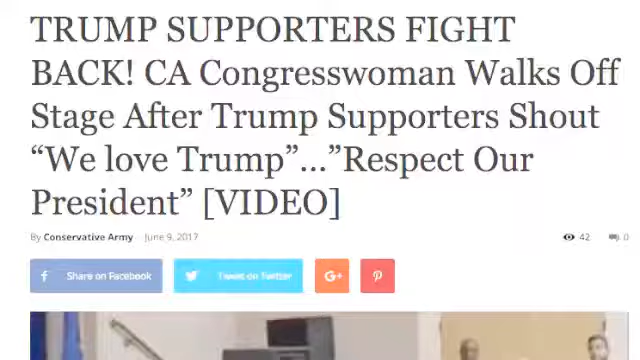 TRUMP SUPPORTERS FIGHT
BACK! CA Congresswoman Walks Off
Stage After Trump Supporters Shout
“We love Trump”…”Respect Our
President” [VIDEO]
By Conservative Army - June 9, 2017 42 0
f Share on Facebook Tweet on Twitter G+